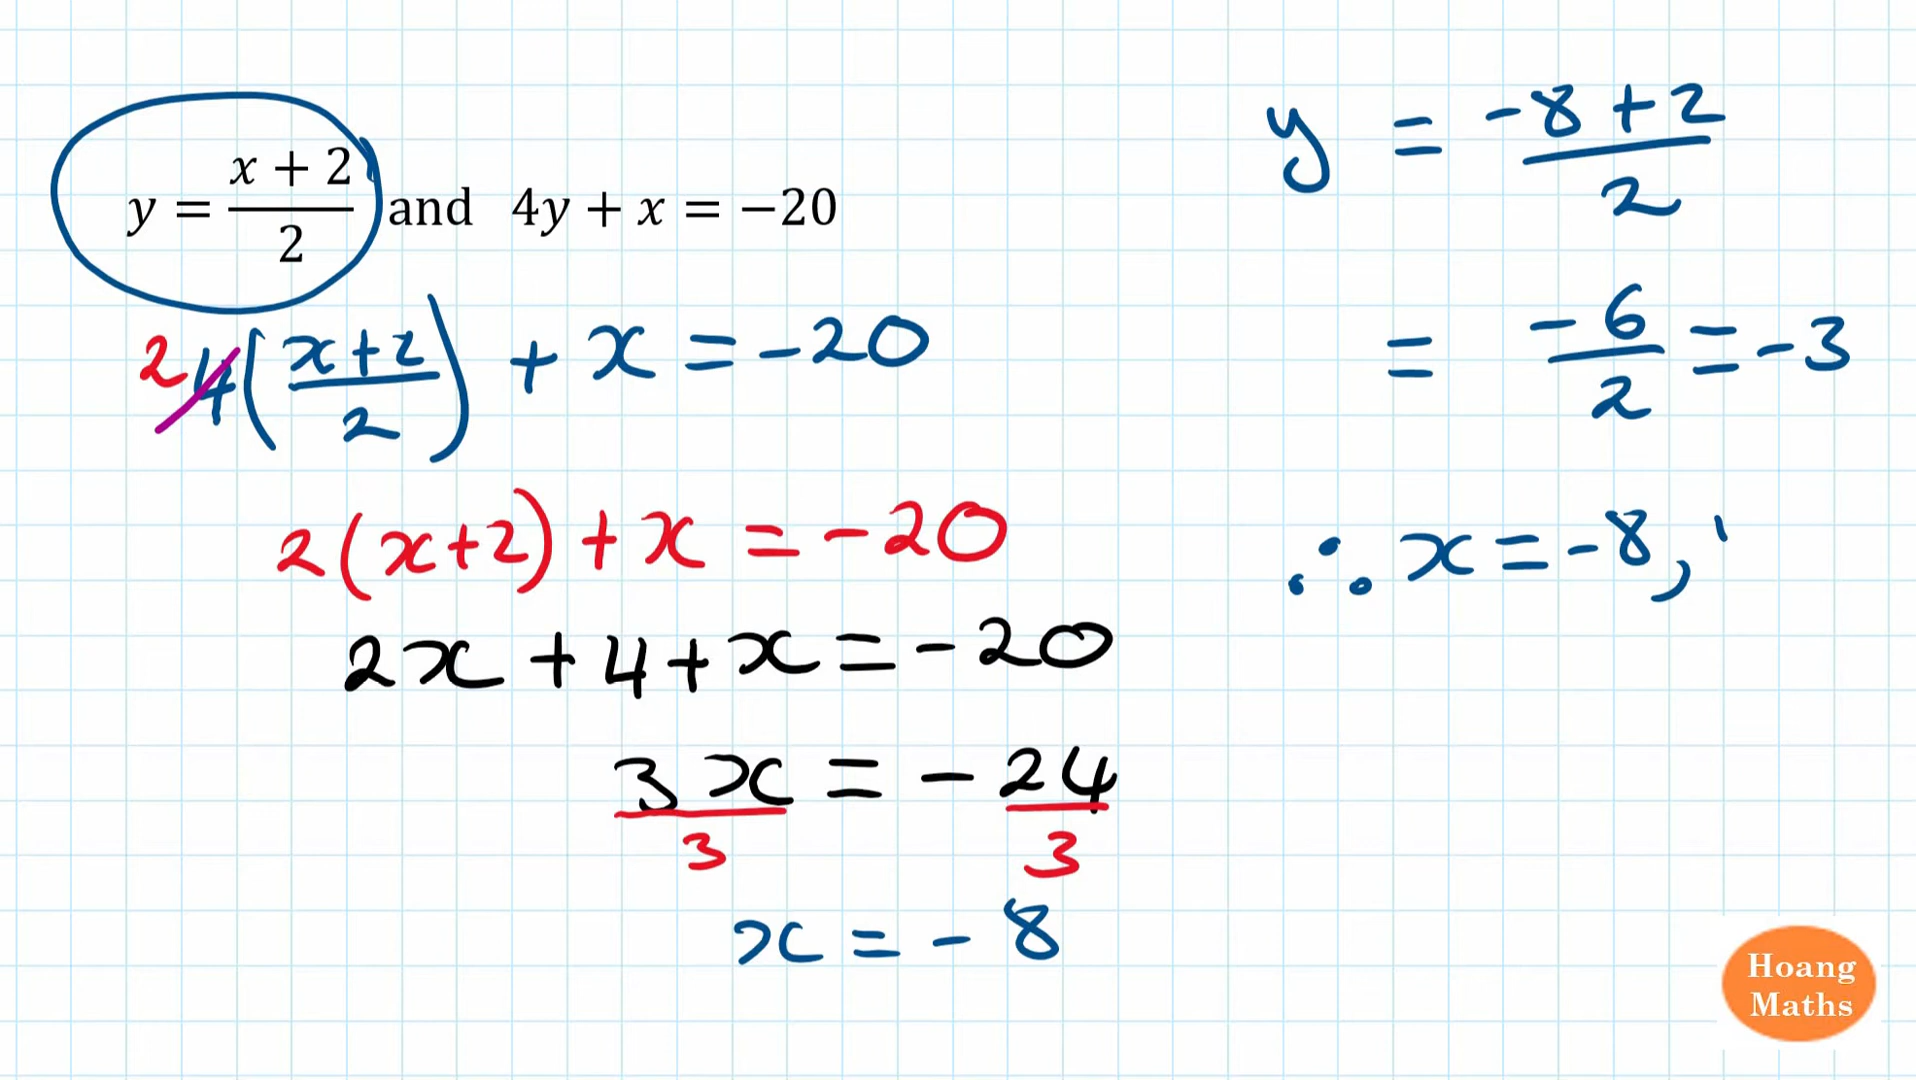 y = (x + 2)/2 and 4y + x = −20
2 4((x+2)/2) + x = -20
2(x+2) + x = -20
2x + 4 + x = -20
3x/3 = -24/3
x = -8
y = (-8+2)/2
= -6/2 = -3
∴ x = -8,
Hoang
Maths